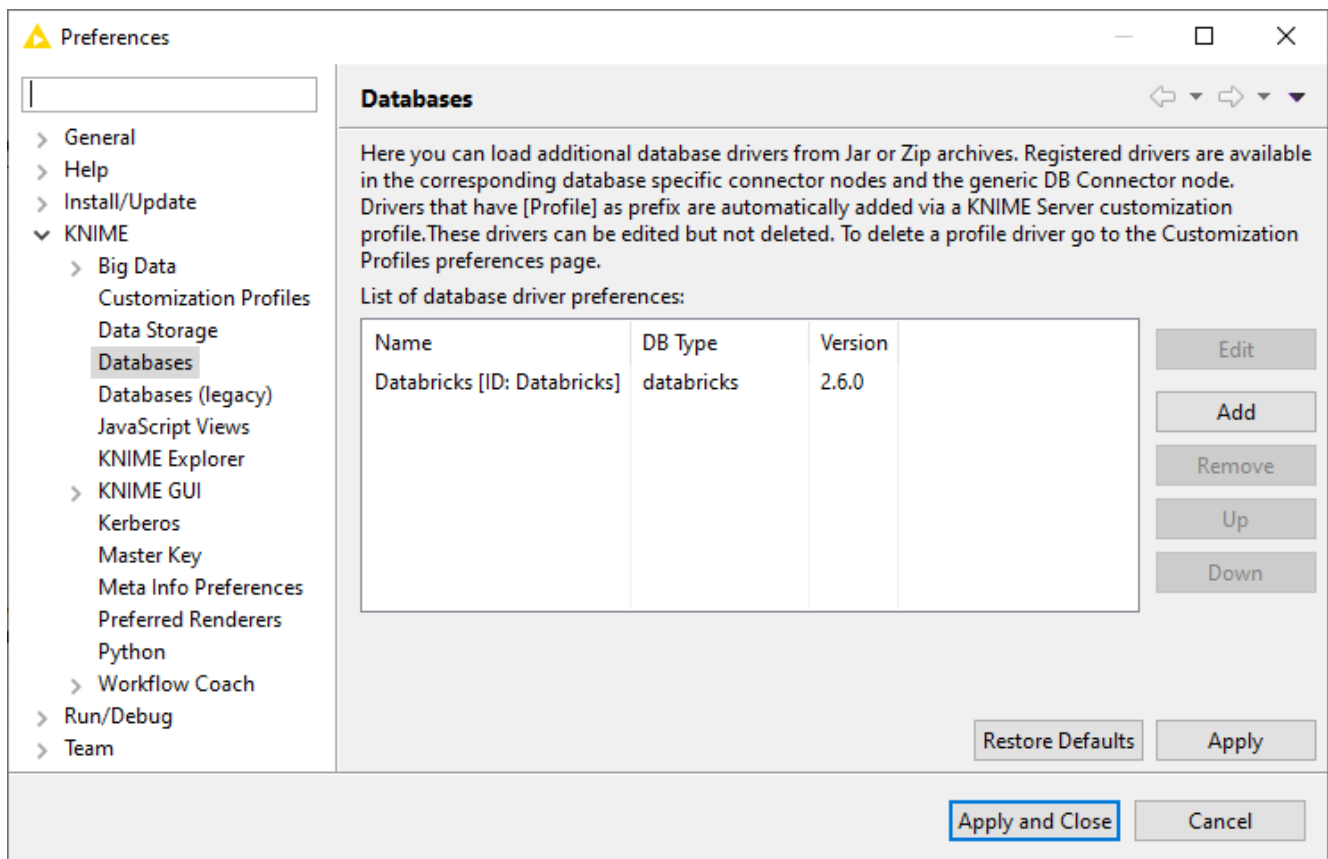 Preferences
General
Help
Install/Update
KNIME
Big Data
Customization Profiles
Data Storage
Databases
Databases (legacy)
JavaScript Views
KNIME Explorer
KNIME GUI
Kerberos
Master Key
Meta Info Preferences
Preferred Renderers
Python
Workflow Coach
Run/Debug
Team
Databases
Here you can load additional database drivers from Jar or Zip archives. Registered drivers are available
in the corresponding database specific connector nodes and the generic DB Connector node.
Drivers that have [Profile] as prefix are automatically added via a KNIME Server customization
profile.These drivers can be edited but not deleted. To delete a profile driver go to the Customization
Profiles preferences page.
List of database driver preferences:
Name DB Type Version
Databricks [ID: Databricks] databricks 2.6.0
Edit
Add
Remove
Up
Down
Restore Defaults Apply
Apply and Close Cancel